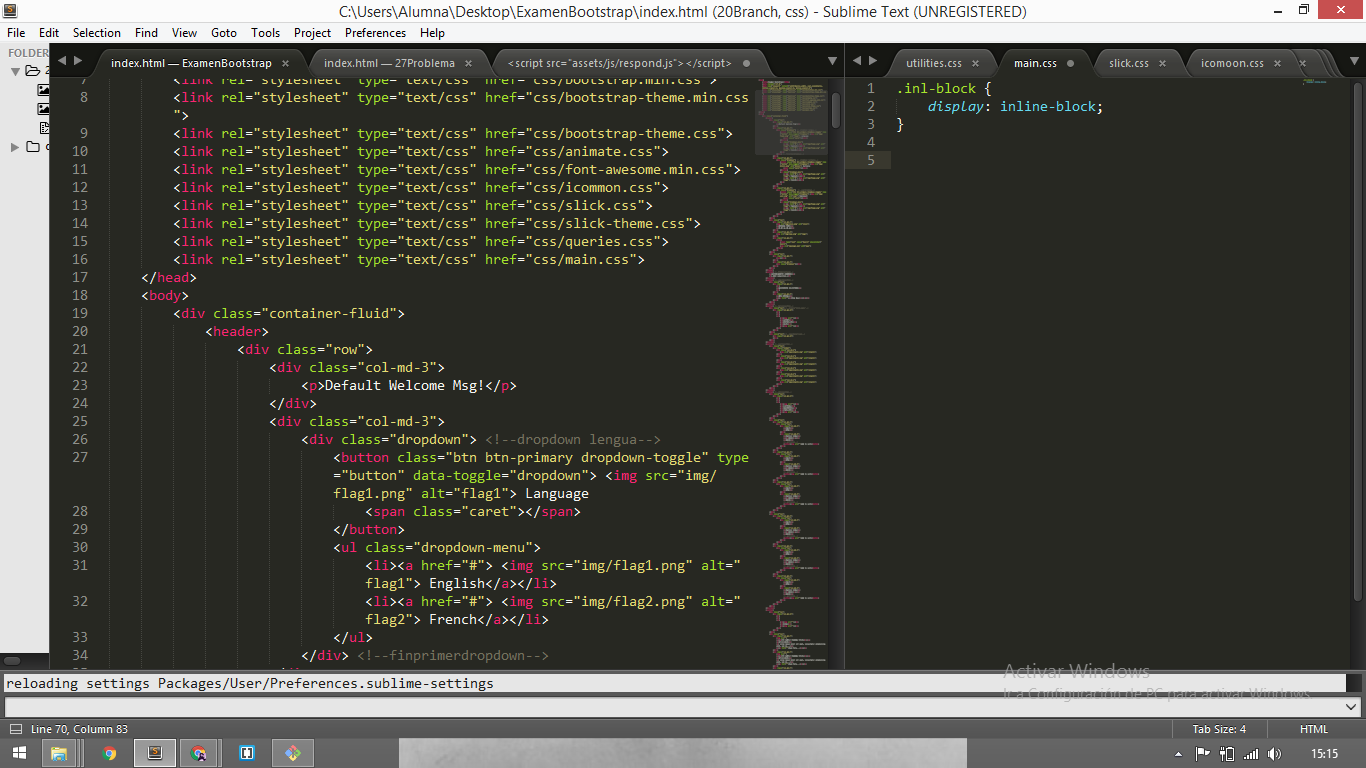 C:\Users\Alumna\Desktop\ExamenBootstrap\index.html (20Branch, css) - Sublime Text (UNREGISTERED)
File Edit Selection Find View Goto Tools Project Preferences Help
FOLDER
index.html — ExamenBootstrap
index.html — 27Problema
<script src="assets/js/respond.js"></script>
7 <link rel="stylesheet" type="text/css" href="css/bootstrap.min.css">
8 <link rel="stylesheet" type="text/css" href="css/bootstrap-theme.min.css
">
9 <link rel="stylesheet" type="text/css" href="css/bootstrap-theme.css">
10 <link rel="stylesheet" type="text/css" href="css/animate.css">
11 <link rel="stylesheet" type="text/css" href="css/font-awesome.min.css">
12 <link rel="stylesheet" type="text/css" href="css/icommon.css">
13 <link rel="stylesheet" type="text/css" href="css/slick.css">
14 <link rel="stylesheet" type="text/css" href="css/slick-theme.css">
15 <link rel="stylesheet" type="text/css" href="css/queries.css">
16 <link rel="stylesheet" type="text/css" href="css/main.css">
17 </head>
18 <body>
19 <div class="container-fluid">
20 <header>
21 <div class="row">
22 <div class="col-md-3">
23 <p>Default Welcome Msg!</p>
24 </div>
25 <div class="col-md-3">
26 <div class="dropdown"> <!--dropdown lengua-->
27 <button class="btn btn-primary dropdown-toggle" type
="button" data-toggle="dropdown"> <img src="img/
flag1.png" alt="flag1"> Language
28 <span class="caret"></span>
29 </button>
30 <ul class="dropdown-menu">
31 <li><a href="#"> <img src="img/flag1.png" alt="
flag1"> English</a></li>
32 <li><a href="#"> <img src="img/flag2.png" alt="
flag2"> French</a></li>
33 </ul>
34 </div> <!--finprimerdropdown-->
utilities.css
main.css
slick.css
icomoon.css
1 .inl-block {
2 display: inline-block;
3 }
4
5
reloading settings Packages/User/Preferences.sublime-settings
Activar Windows
Ir a Configuración de PC para activar Windows.
Line 70, Column 83
Tab Size: 4
HTML
15:15